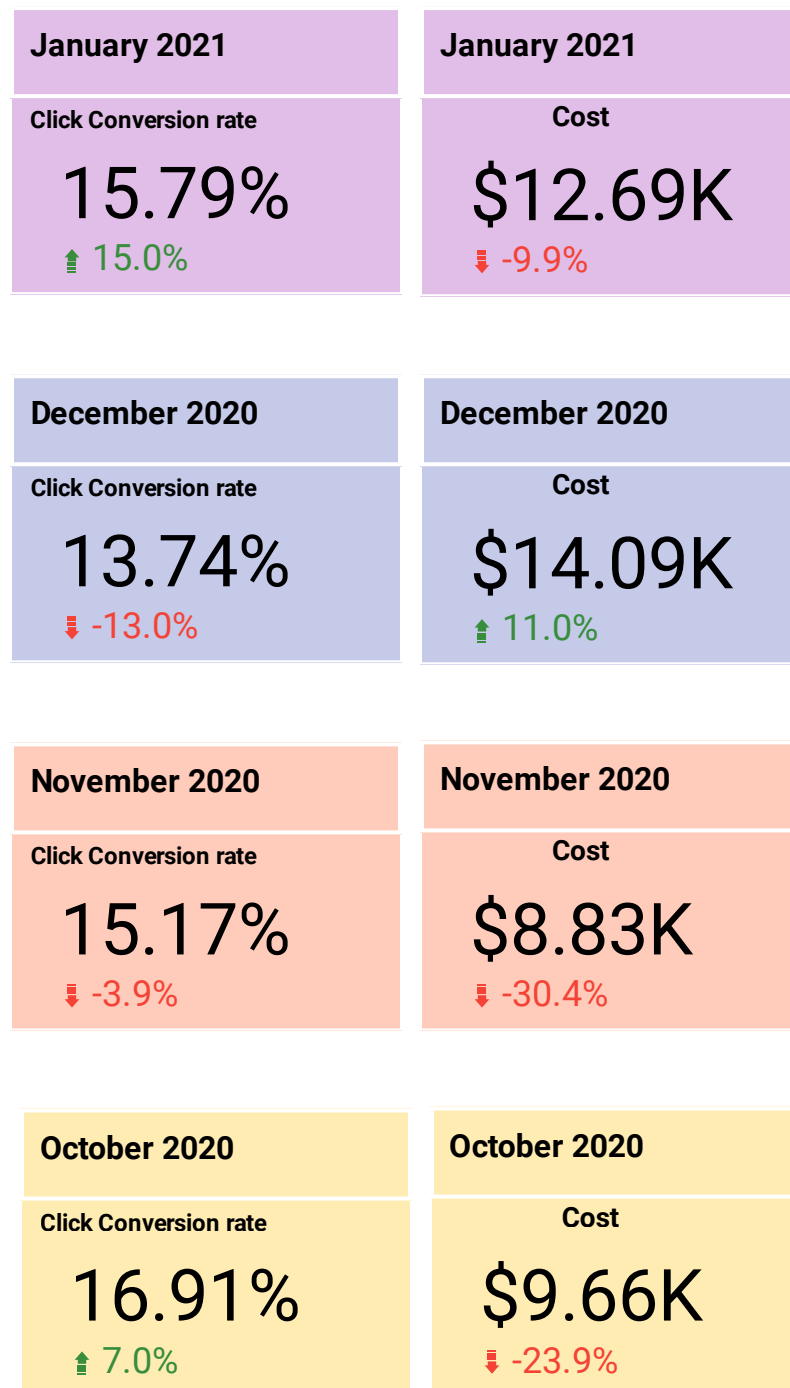 January 2021
January 2021
Click Conversion rate
Cost
15.79%
$12.69K
15.0%
-9.9%
December 2020
December 2020
Click Conversion rate
Cost
13.74%
$14.09K
-13.0%
11.0%
November 2020
November 2020
Click Conversion rate
Cost
15.17%
$8.83K
-3.9%
-30.4%
October 2020
October 2020
Click Conversion rate
Cost
16.91%
$9.66K
7.0%
-23.9%